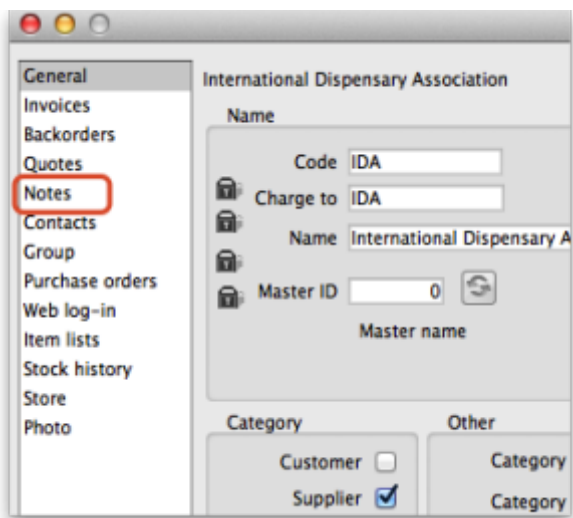 General
Invoices
Backorders
Quotes
Notes
Contacts
Group
Purchase orders
Web log-in
Item lists
Stock history
Store
Photo
International Dispensary Association
Name
Code IDA
Charge to IDA
Name International Dispensary A
Master ID 0
Master name
Category
Customer
Supplier
Other
Category
Category